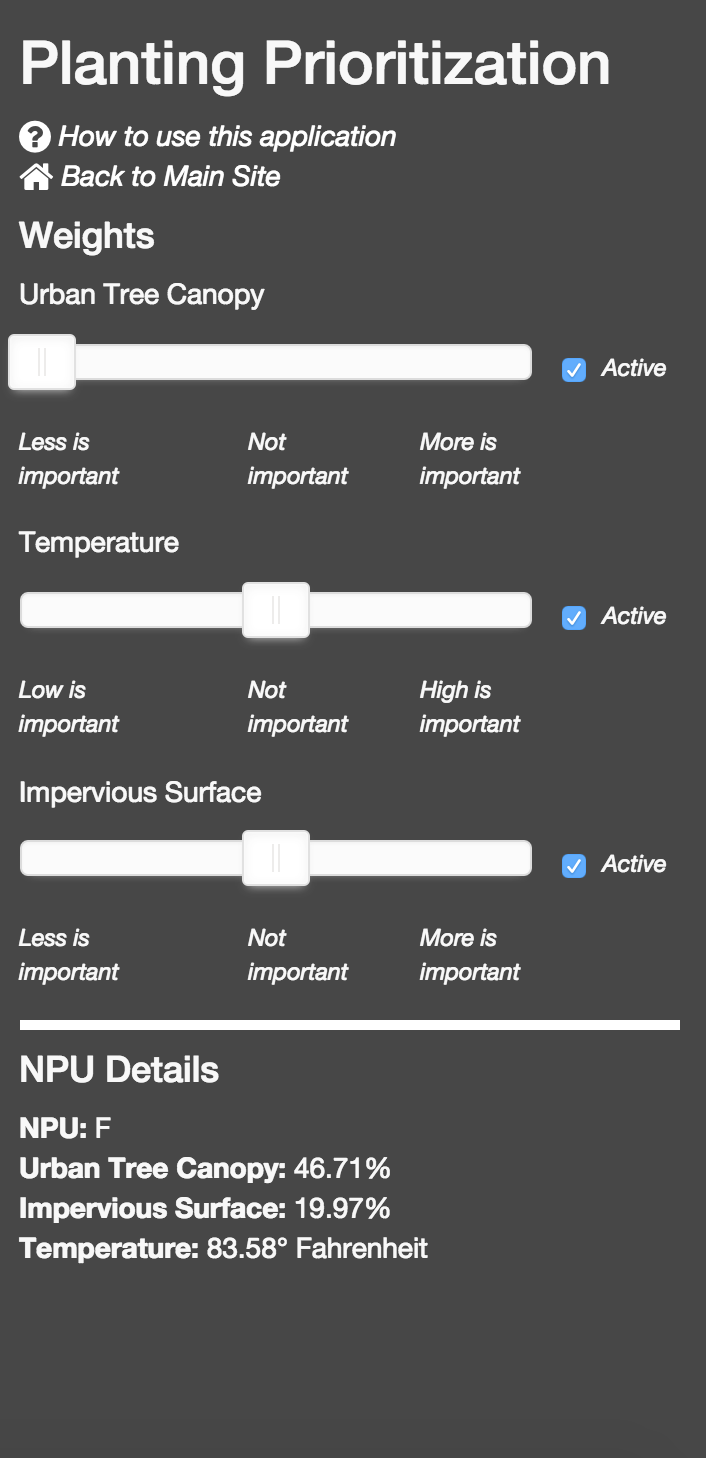 Planting Prioritization
How to use this application
Back to Main Site
Weights
Urban Tree Canopy
Active
Less is important
Not important
More is important
Temperature
Active
Low is important
Not important
High is important
Impervious Surface
Active
Less is important
Not important
More is important
NPU Details
NPU: F
Urban Tree Canopy: 46.71%
Impervious Surface: 19.97%
Temperature: 83.58° Fahrenheit